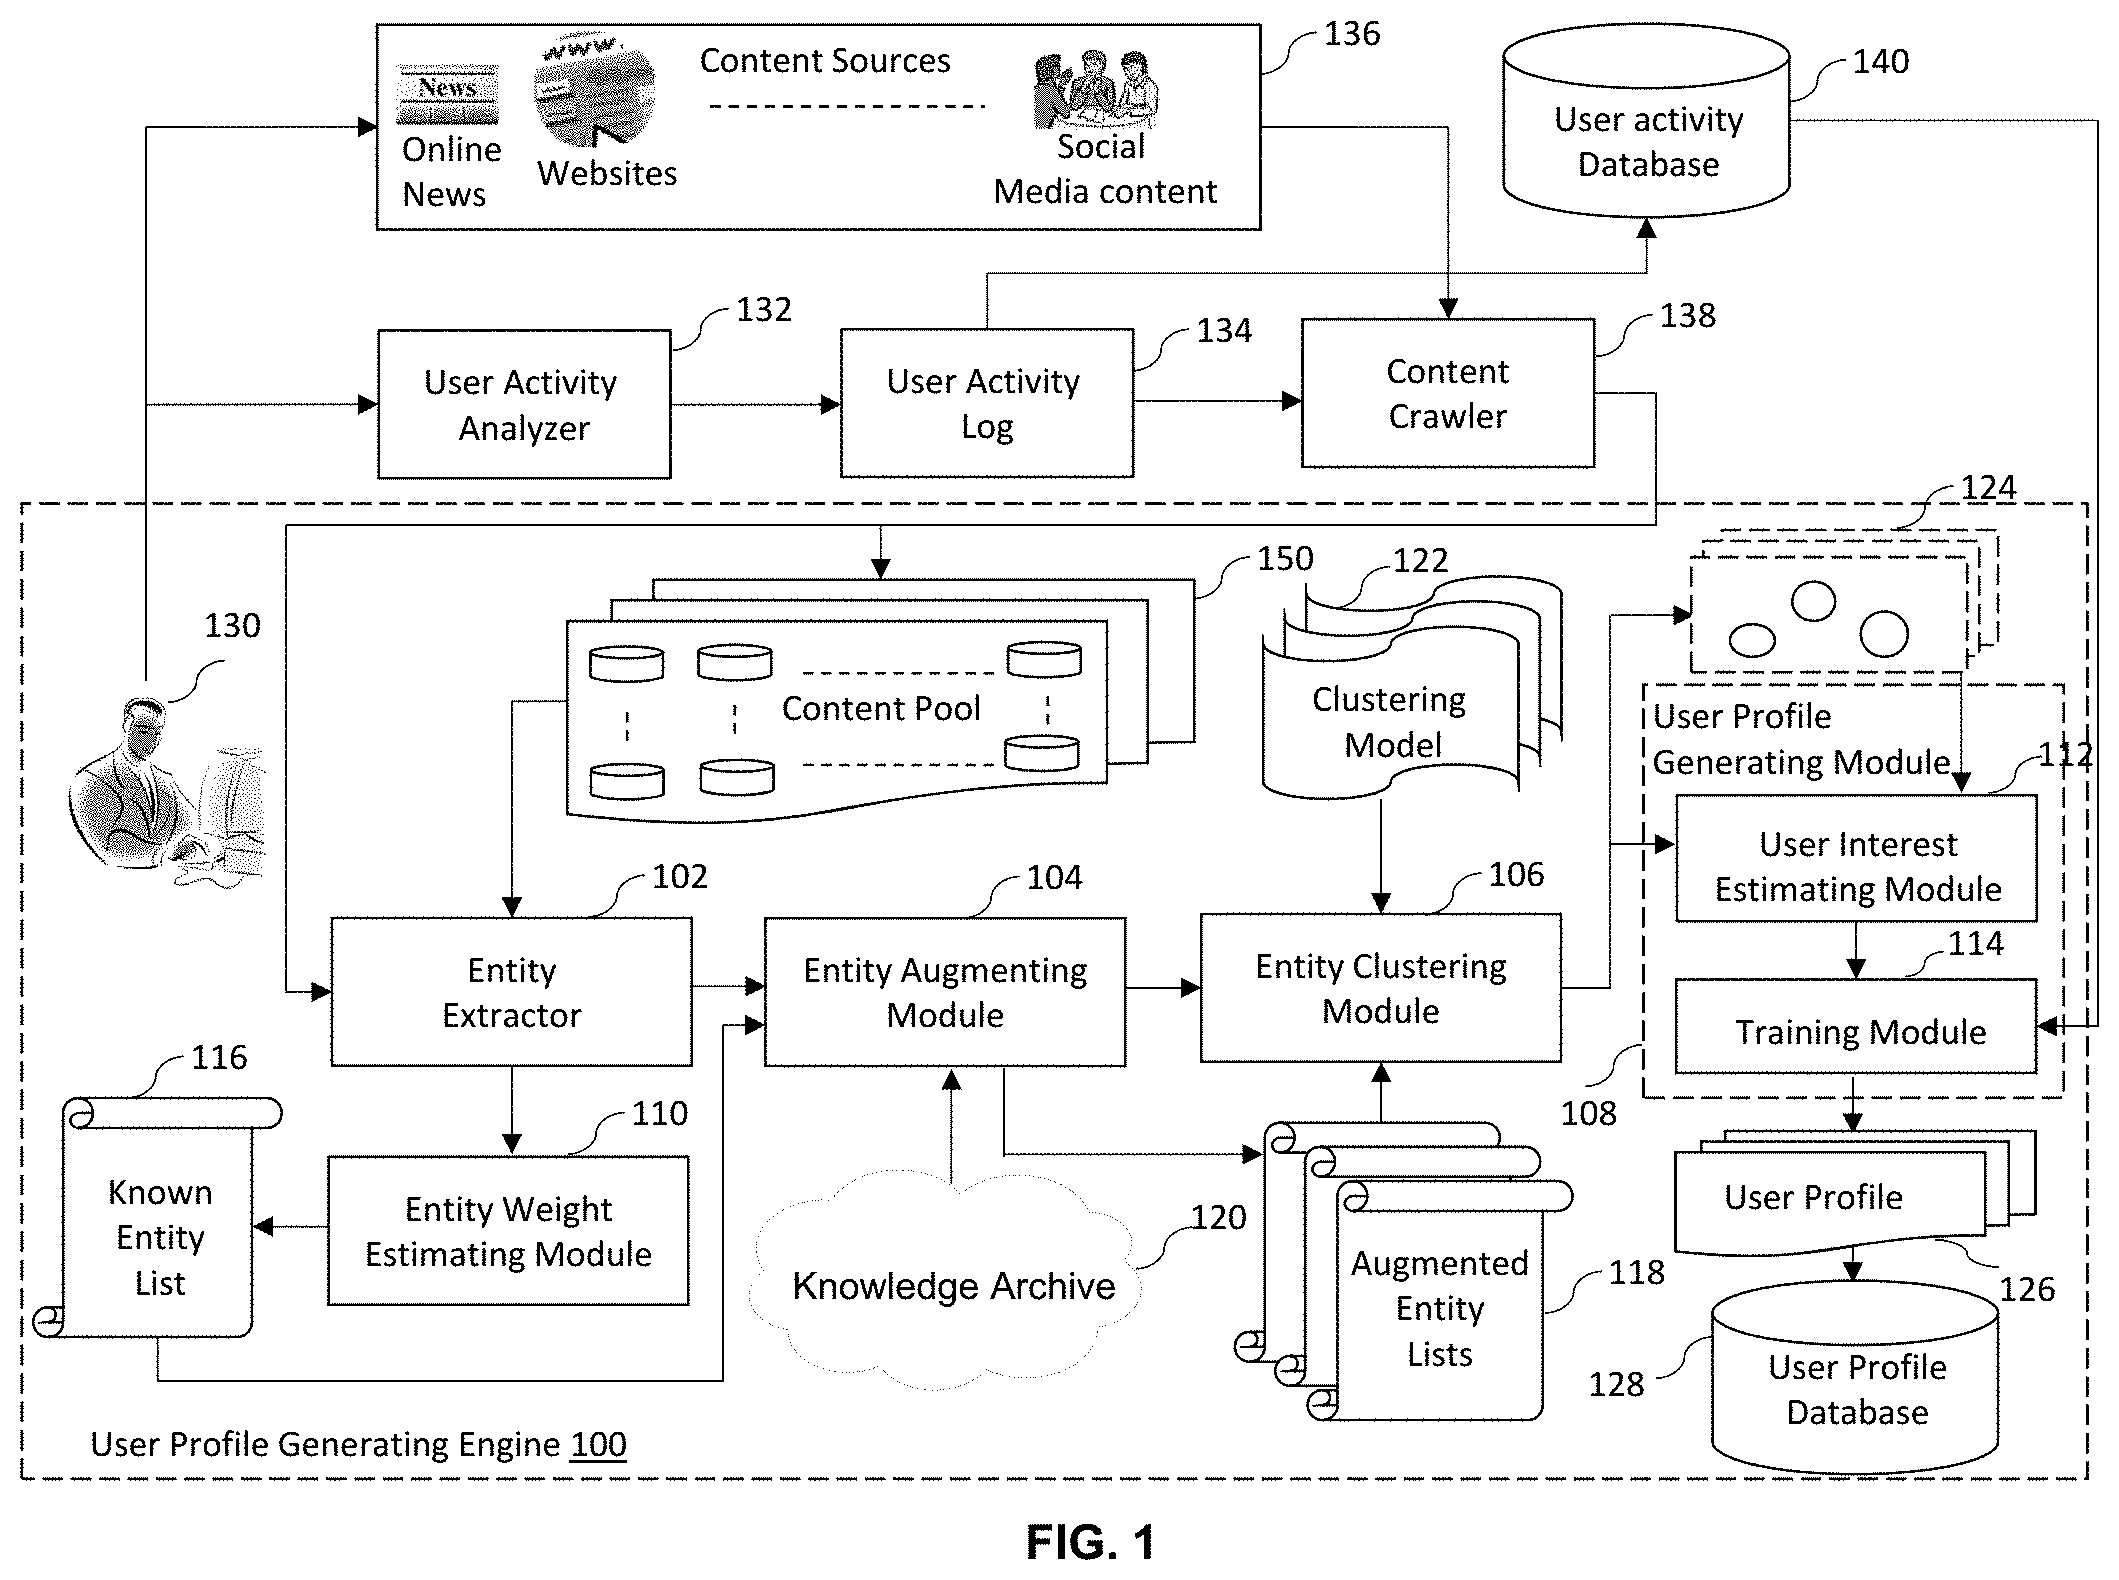 136
Content Sources
140
www.
News
User activity
Database
Online
News
Websites
Social
Media content
132
134
138
User Activity
Analyzer
User Activity
Log
Content
Crawler
124
150
122
130
Content Pool
Clustering
Model
User Profile
Generating Module
112
User Interest
Estimating Module
102
104
106
114
Entity
Extractor
Entity Augmenting
Module
Entity Clustering
Module
Training Module
116
110
108
Known
Entity
List
Entity Weight
Estimating Module
120
Knowledge Archive
Augmented
Entity
Lists
118
User Profile
126
128
User Profile
Database
User Profile Generating Engine 100
FIG. 1